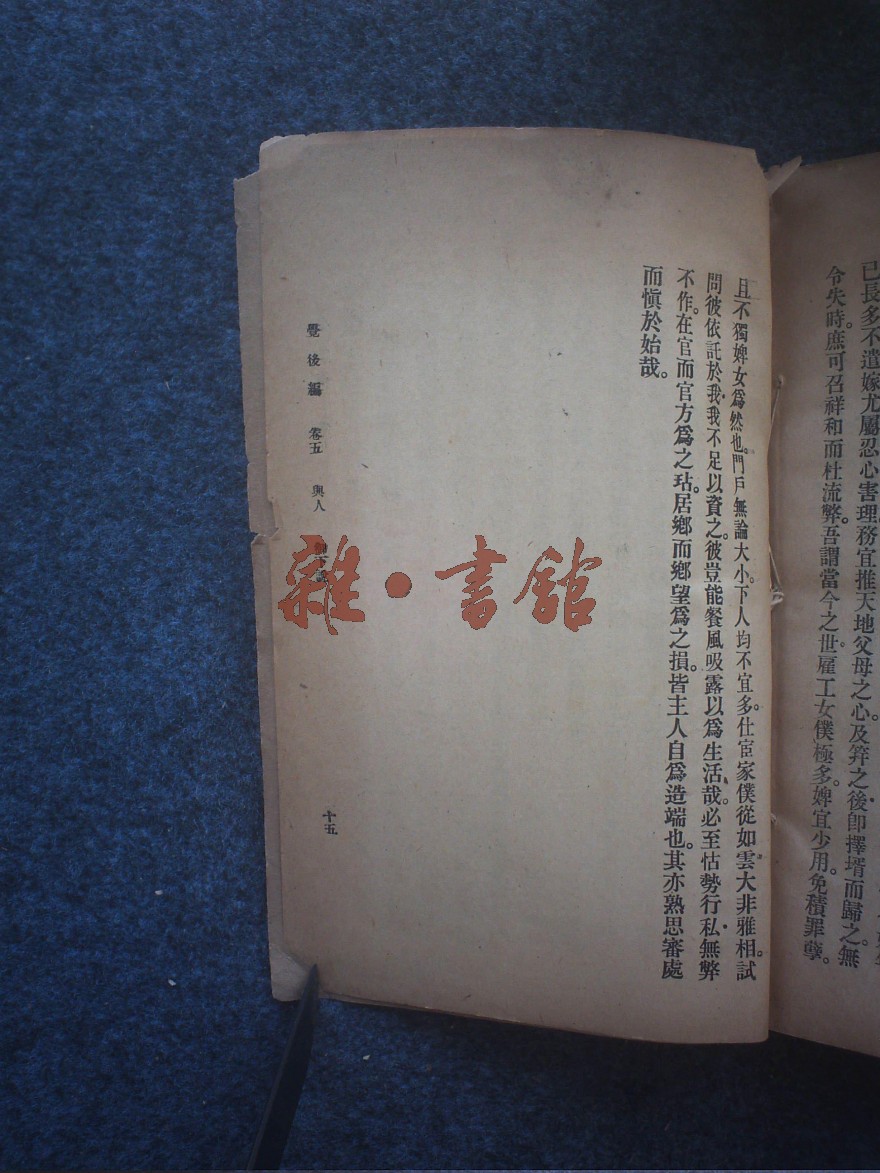 已長多不遣嫁尤屬忍心害理務宜推天地父母之心。及笄之後卽擇壻而歸之。無
令失時。庶可召祥和而杜流弊。吾謂當今之世。雇工女僕極多。婢宜少用。免積罪孽。
且不獨婢女爲然也。門戶無論大小。下人均不宜多。仕宦家僕從如雲大非雅相。試
問彼依託於我。我不足以資之。彼豈能餐風吸露以爲生活哉。必至怙勢行私。無弊
不作。在官而官方爲之玷。居鄉而鄉望爲之損。皆主人自爲造端也。其亦熟思審處
而愼於始哉。
覺後編 卷五 與人
十五
雜·書館